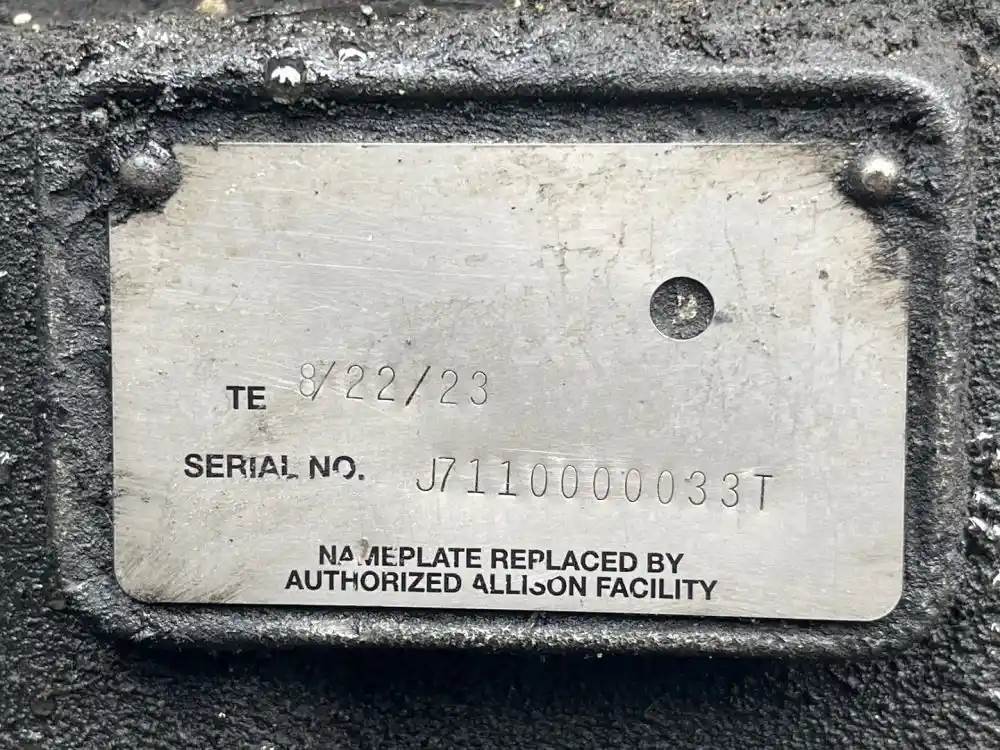 TE 8/22/23
SERIAL NO. J7110000033T
NAMEPLATE REPLACED BY
AUTHORIZED ALLISON FACILITY